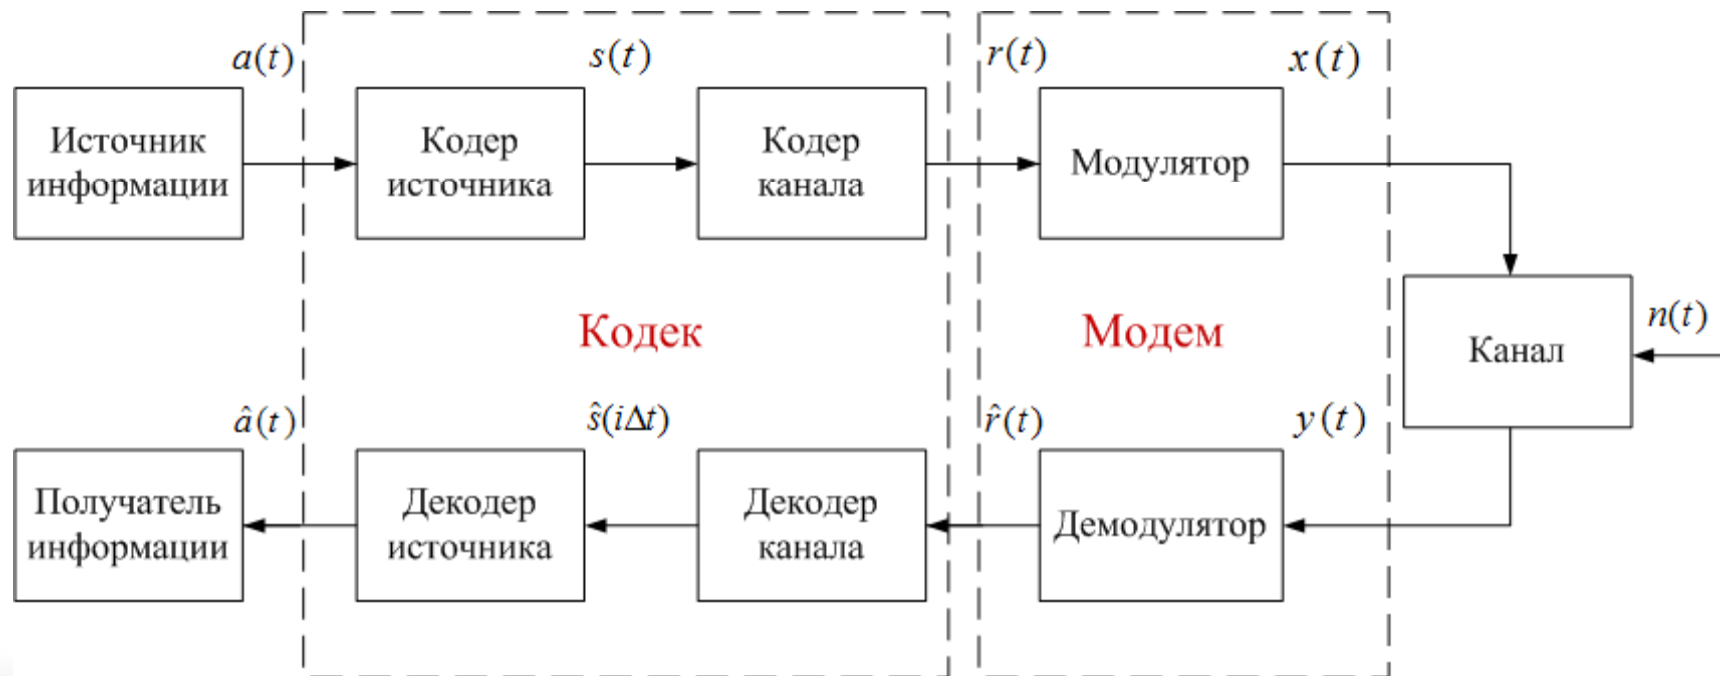 a(t)
s(t)
r(t)
x(t)
Источник
информации
Кодер
источника
Кодер
канала
Модулятор
Кодек
Модем
Канал
n(t)
â(t)
ŝ(iΔt)
r̂(t)
y(t)
Получатель
информации
Декодер
источника
Декодер
канала
Демодулятор